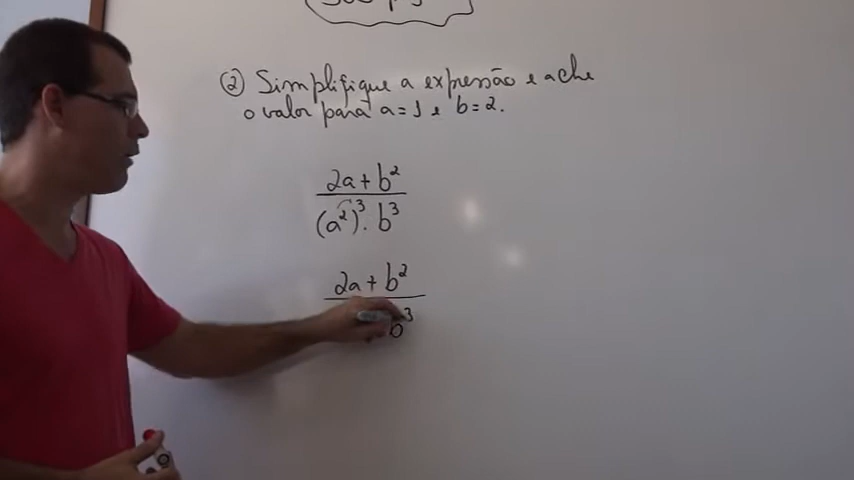 ② Simplifique a expressão e ache
o valor para a=1 e b=2.
2a+b²
(a²)³.b³
2a+b²
b³